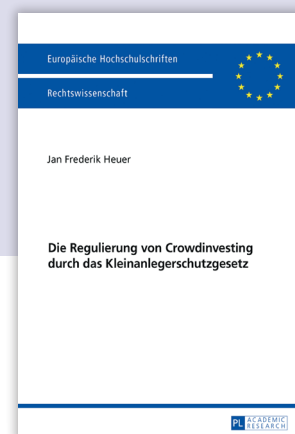 Europäische Hochschulschriften
Rechtswissenschaft
Jan Frederik Heuer
Die Regulierung von Crowdinvesting
durch das Kleinanlegerschutzgesetz
PL ACADEMIC
RESEARCH